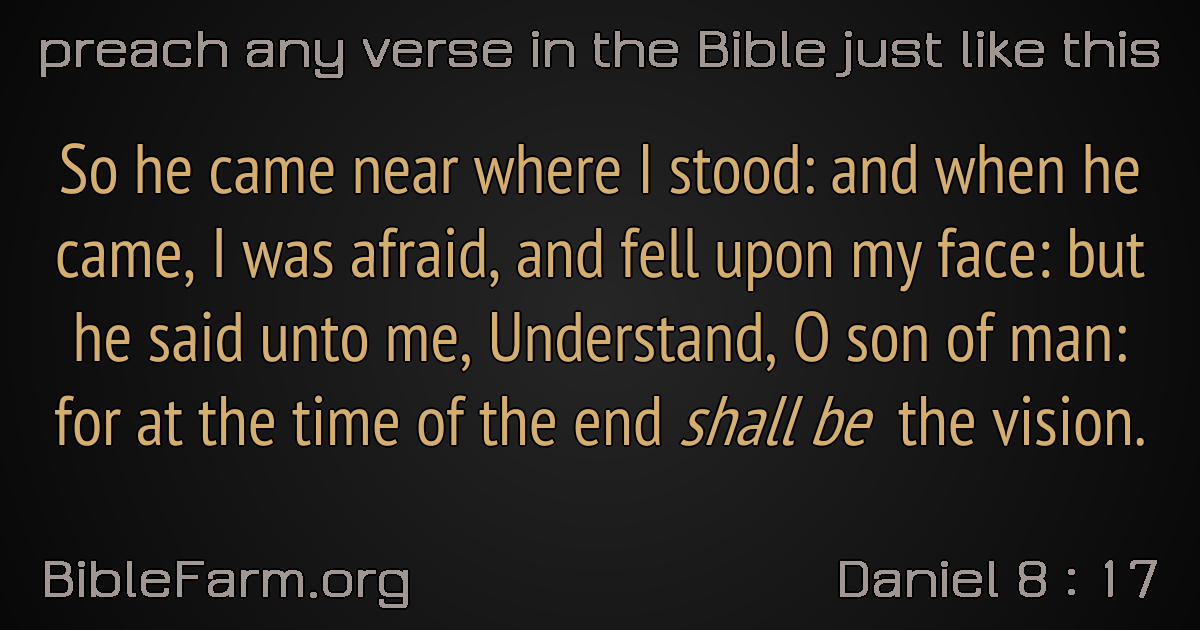 preach any verse in the Bible just like this
So he came near where I stood: and when he
came, I was afraid, and fell upon my face: but
he said unto me, Understand, O son of man:
for at the time of the end shall be the vision.
BibleFarm.org
Daniel 8 : 17